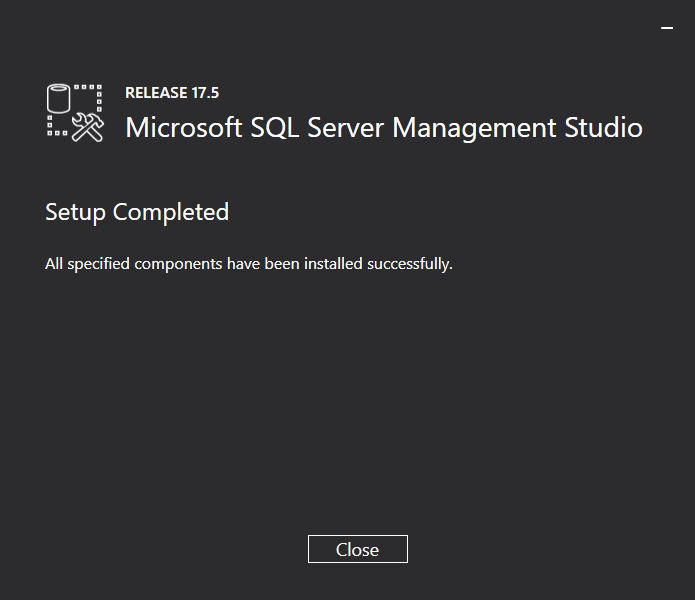 RELEASE 17.5
Microsoft SQL Server Management Studio
Setup Completed
All specified components have been installed successfully.
Close